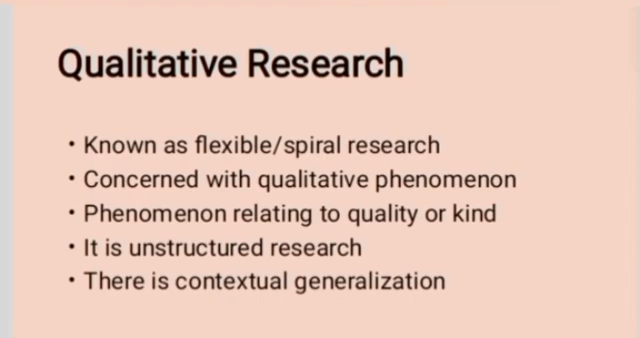 Qualitative Research
• Known as flexible/spiral research
• Concerned with qualitative phenomenon
• Phenomenon relating to quality or kind
• It is unstructured research
• There is contextual generalization